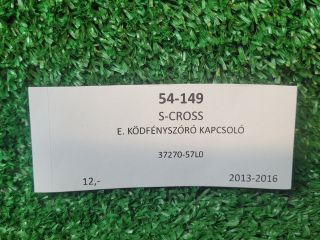 54-149
S-CROSS
E. KÖDFÉNYSZÓRÓ KAPCSOLÓ
37270-57L0
12,- 2013-2016